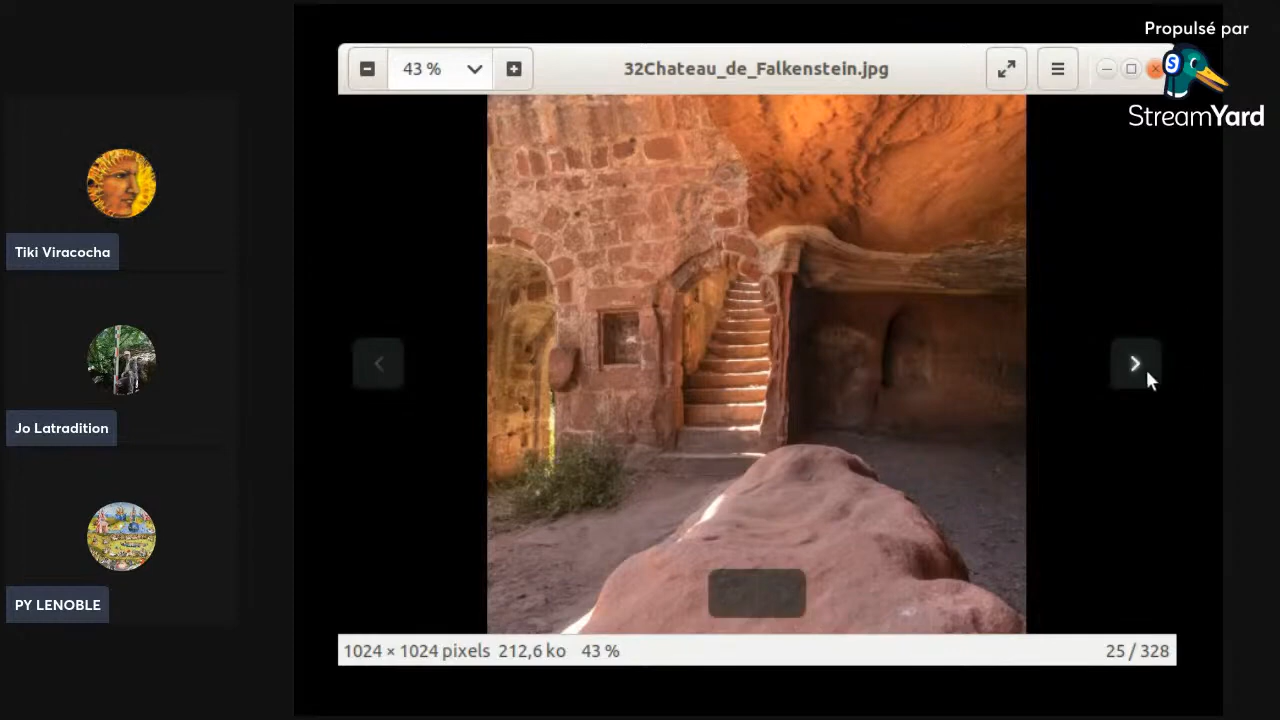 Propulsé par
StreamYard
43 %
32Chateau_de_Falkenstein.jpg
Tiki Viracocha
Jo Latradition
PY LENOBLE
1024 × 1024 pixels 212,6 ko 43 %
25 / 328